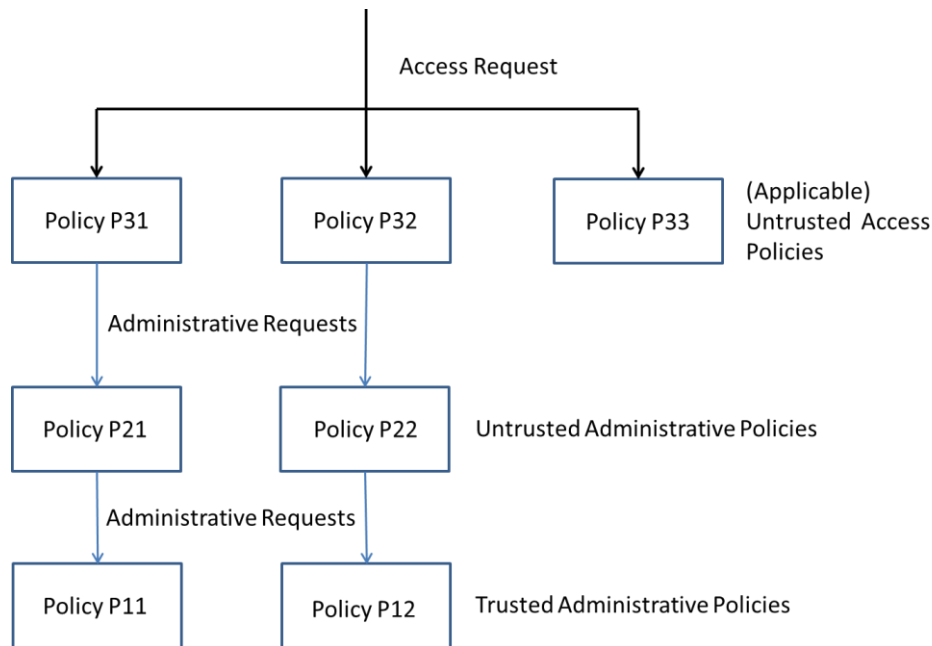 Access Request
Policy P31
Policy P32
Policy P33
(Applicable)
Untrusted Access
Policies
Administrative Requests
Policy P21
Policy P22
Untrusted Administrative Policies
Administrative Requests
Policy P11
Policy P12
Trusted Administrative Policies